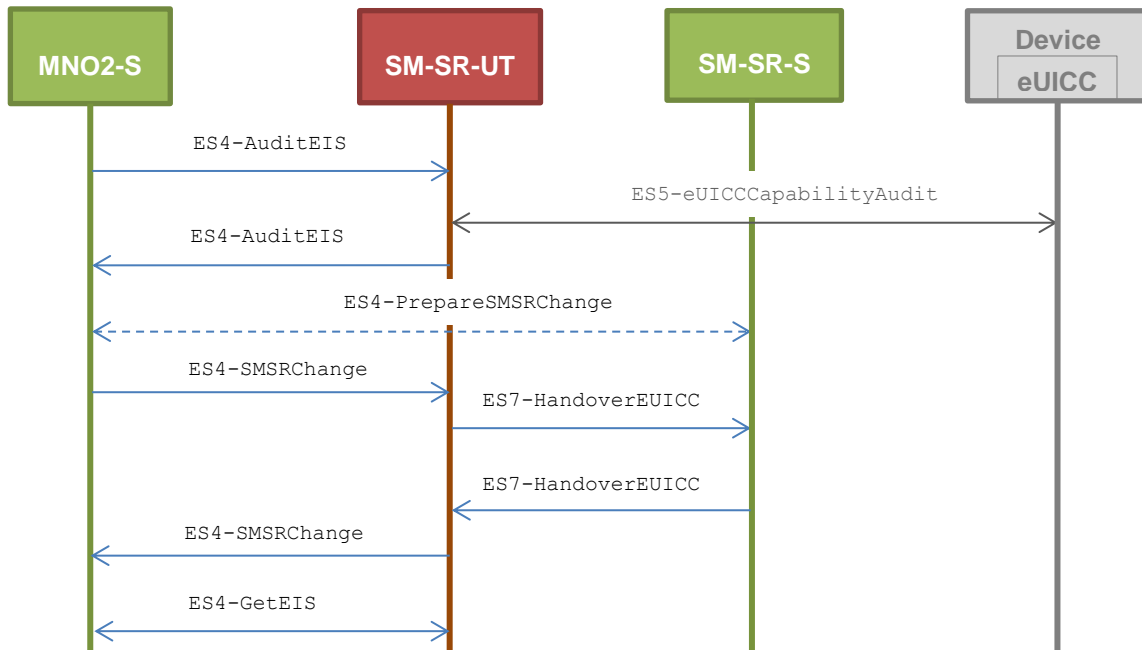 MNO2-S
SM-SR-UT
SM-SR-S
Device
eUICC
ES4-AuditEIS
ES5-eUICCCapabilityAudit
ES4-AuditEIS
ES4-PrepareSMSRChange
ES4-SMSRChange
ES7-HandoverEUICC
ES7-HandoverEUICC
ES4-SMSRChange
ES4-GetEIS